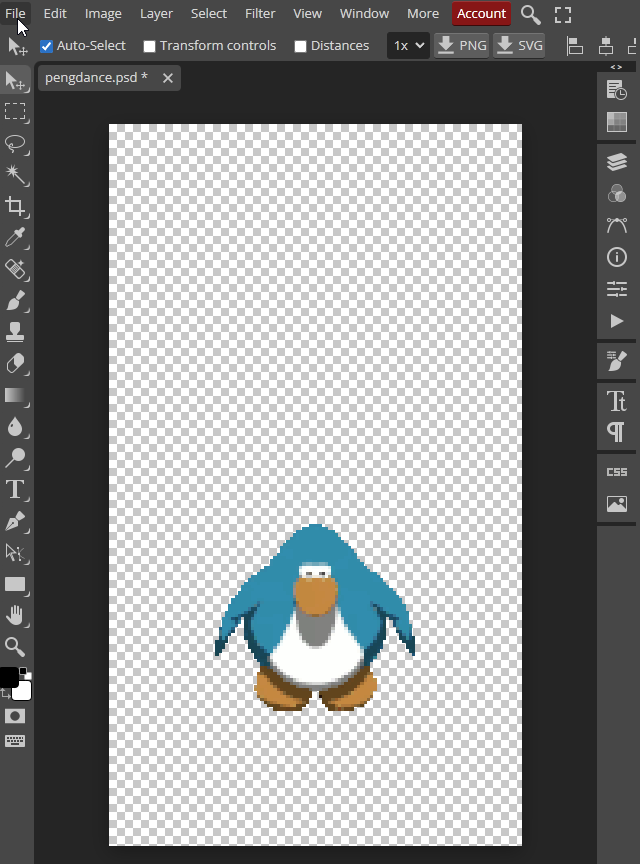 File Edit Image Layer Select Filter View Window More Account
Auto-Select Transform controls Distances 1x PNG SVG
pengdance.psd *
< >
T
Tt
¶
CSS